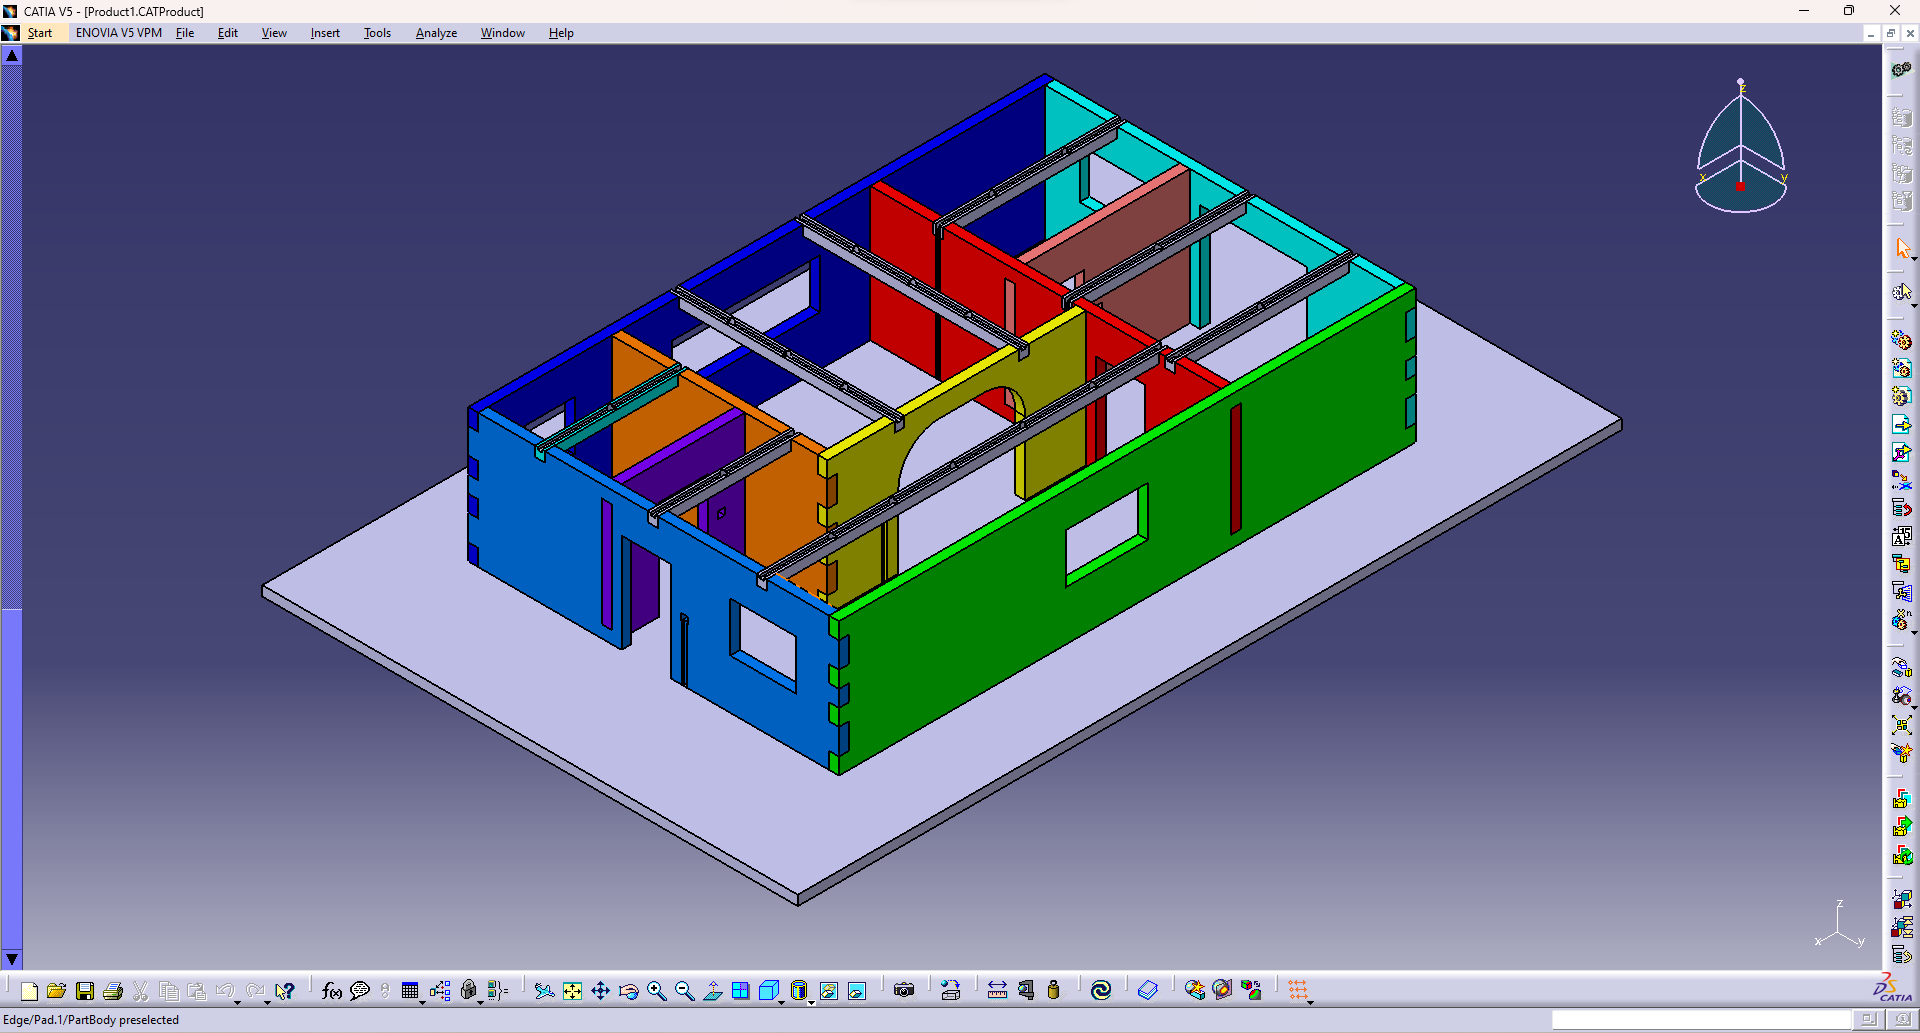 CATIA V5 - [Product1.CATProduct]
Start ENOVIA V5 VPM File Edit View Insert Tools Analyze Window Help
z
x y
z
x y
f(x)
CATIA
Edge/Pad.1/PartBody preselected